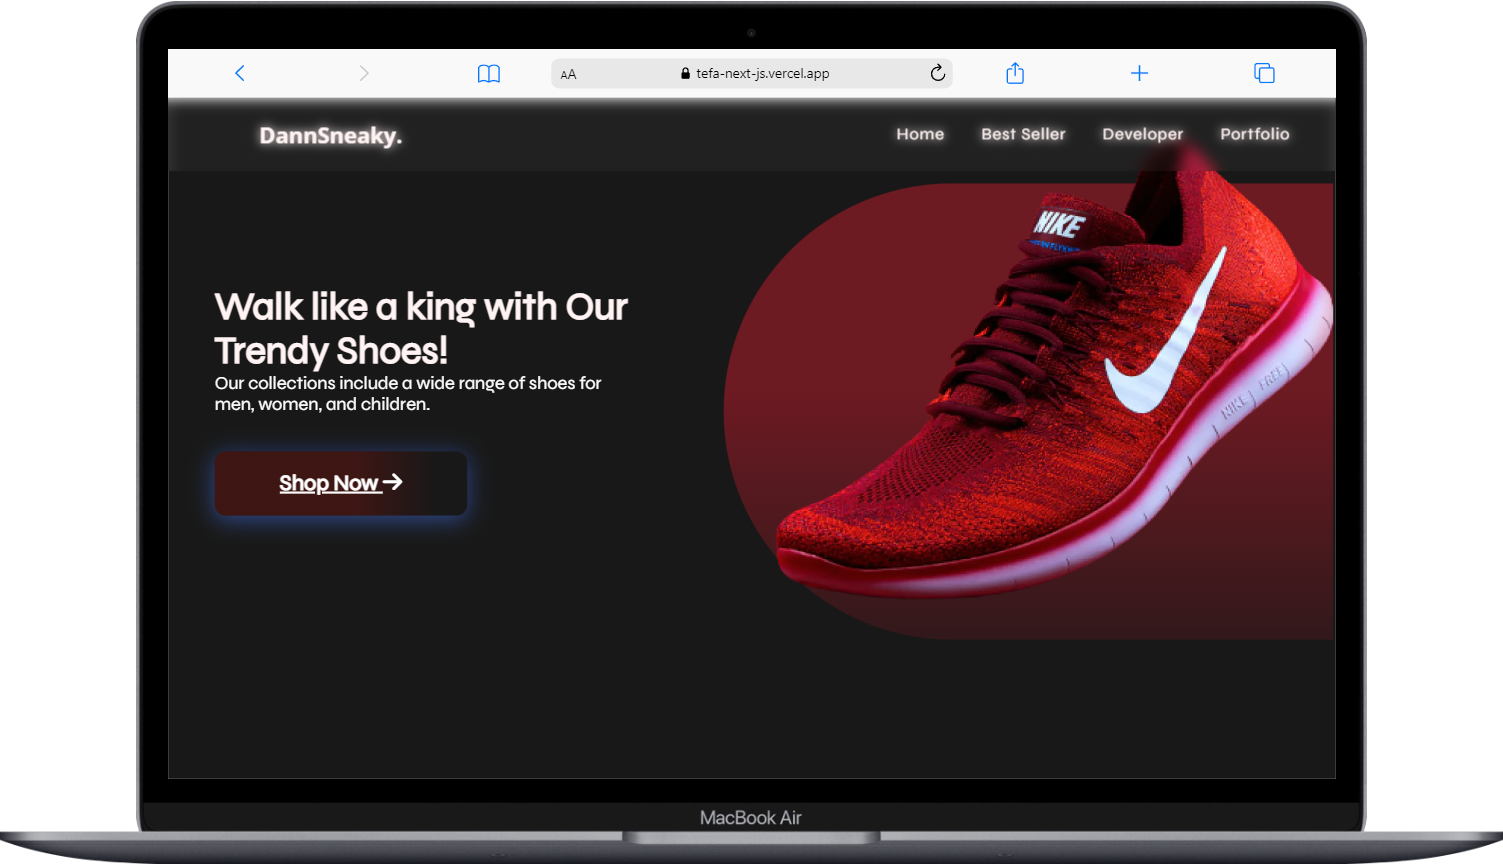 AA tefa-next-js.vercel.app
DannSneaky. Home Best Seller Developer Portfolio
NIKE
Walk like a king with Our
Trendy Shoes!
Our collections include a wide range of shoes for
men, women, and children.
Shop Now
NIKE FREE
MacBook Air